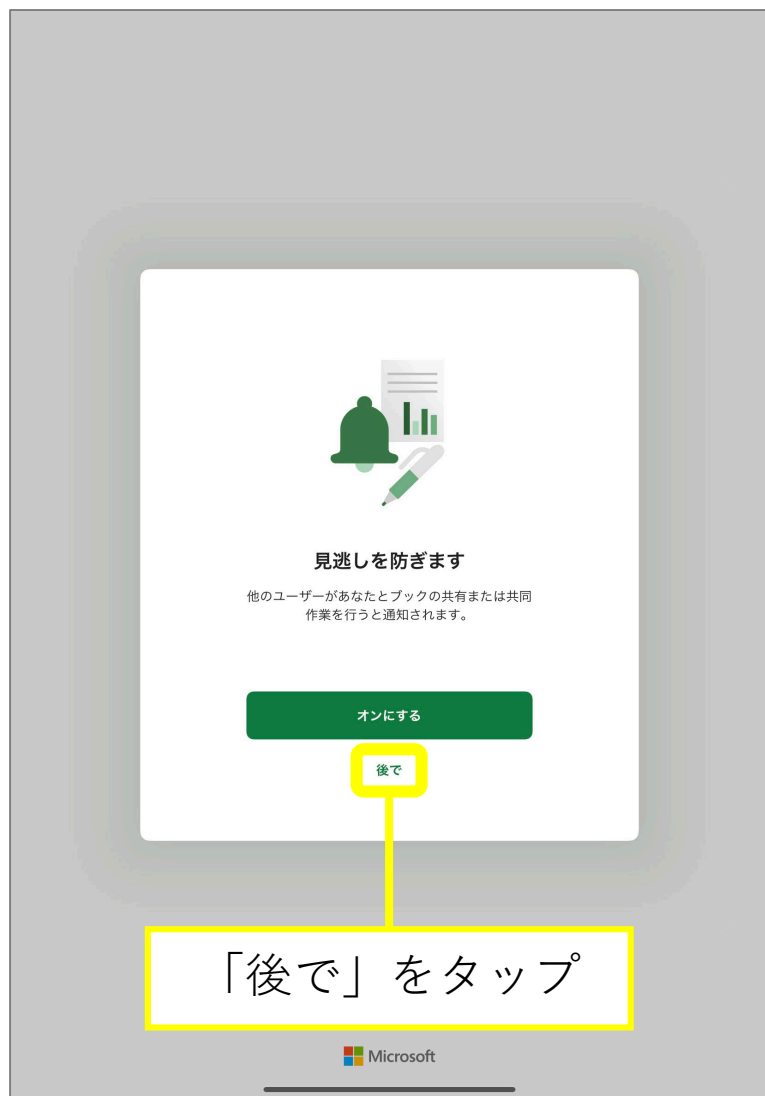 見逃しを防ぎます
他のユーザーがあなたとブックの共有または共同
作業を行うと通知されます。
オンにする
後で
「後で」をタップ
Microsoft